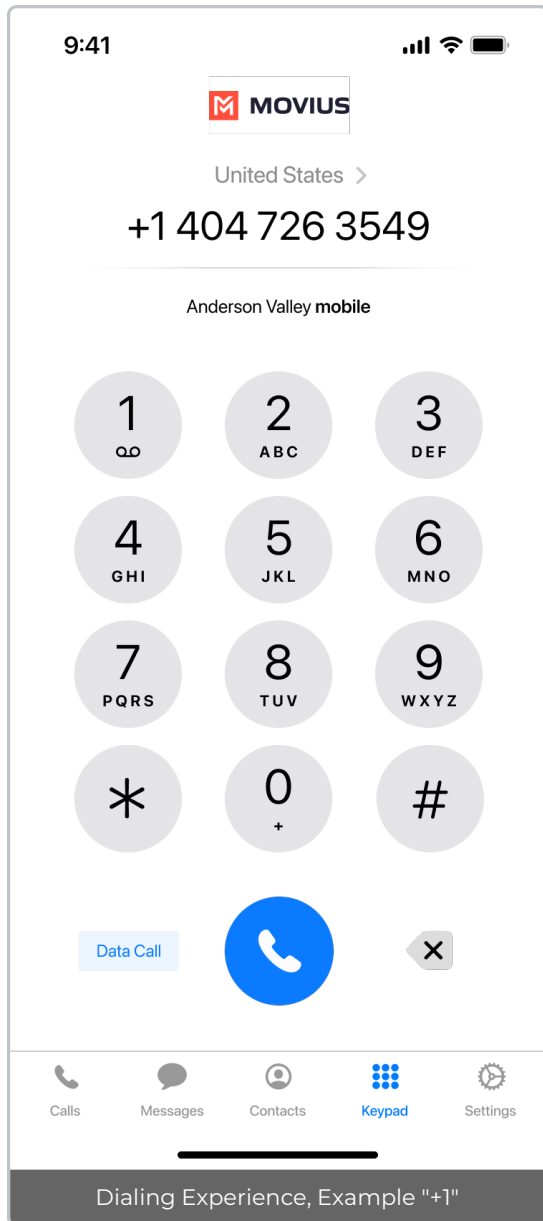 9:41
MOVIUS
United States >
+1 404 726 3549
Anderson Valley mobile
1 2 3
ABC DEF
4 5 6
GHI JKL MNO
7 8 9
PQRS TUV WXYZ
* 0 #
+
Data Call
Calls Messages Contacts Keypad Settings
Dialing Experience, Example "+1"